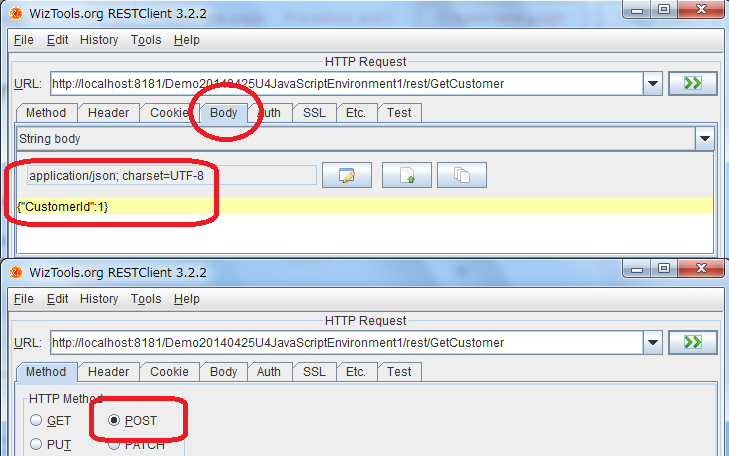 WizTools.org RESTClient 3.2.2
File Edit History Tools Help
HTTP Request
URL: http://localhost:8181/Demo20140425U4JavaScriptEnvironment1/rest/GetCustomer
Method Header Cookie Body Auth SSL Etc. Test
String body
application/json; charset=UTF-8
{"CustomerId":1}
WizTools.org RESTClient 3.2.2
File Edit History Tools Help
HTTP Request
URL: http://localhost:8181/Demo20140425U4JavaScriptEnvironment1/rest/GetCustomer
Method Header Cookie Body Auth SSL Etc. Test
HTTP Method
GET POST
PUT PATCH